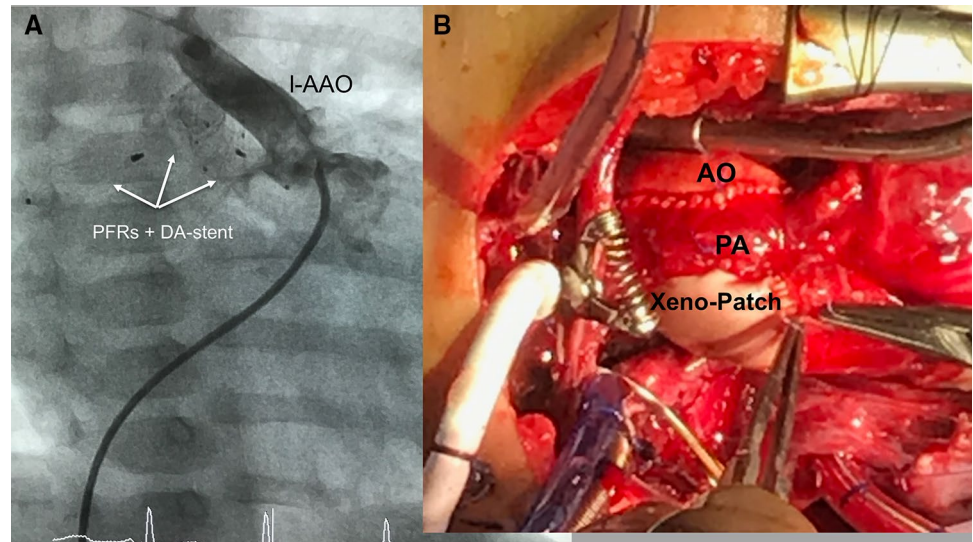 A
l-AAO
PFRs + DA-stent
B
AO
PA
Xeno-Patch